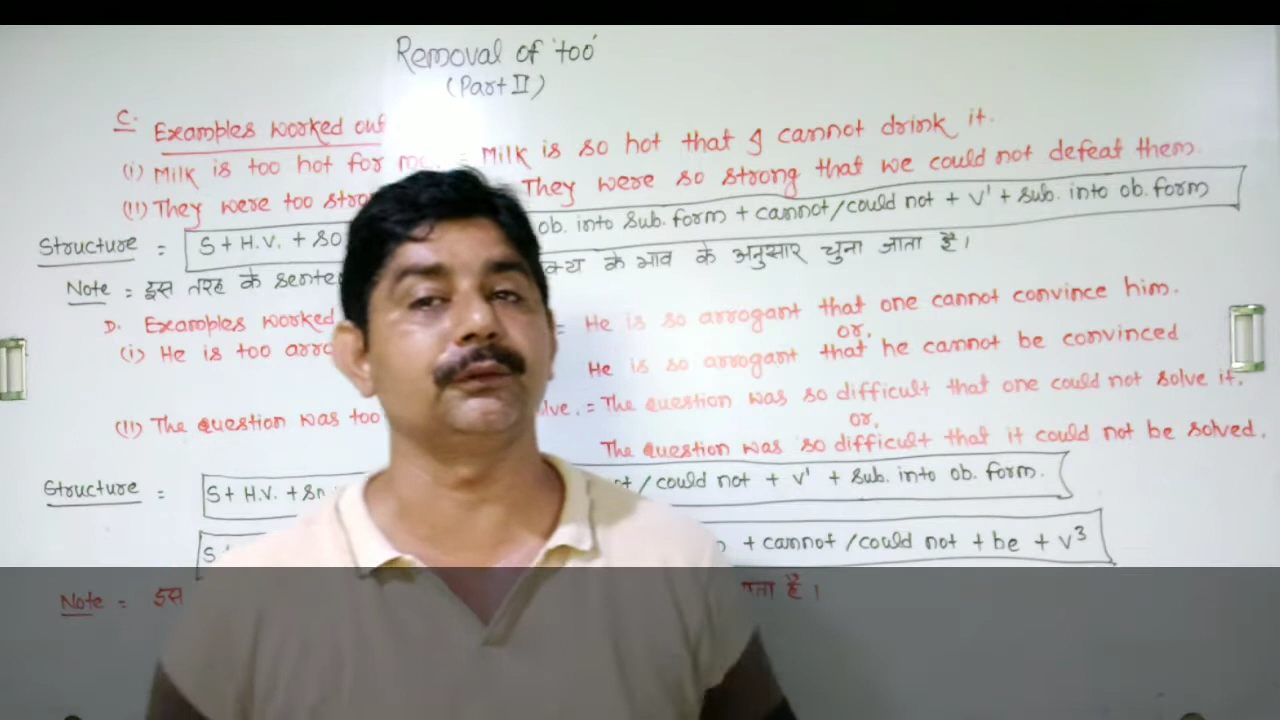 Removal of 'too'
(Part II)
C. Examples worked out
(i) Milk is too hot for me. = Milk is so hot that I cannot drink it.
(ii) They were too stro They were so strong that we could not defeat them.
Structure : S + H.V. + so ob. into sub. form + cannot/could not + V¹ + sub. into ob. form
Note = इस तरह के sente के भाव के अनुसार चुना जाता है।
D. Examples worked
(i) He is too arro = He is so arrogant that one cannot convince him.
or,
He is so arrogant that he cannot be convinced
(ii) The question was too lve. = The question was so difficult that one could not solve it.
or,
The question was so difficult that it could not be solved.
Structure : S + H.V. + so / could not + V¹ + sub. into ob. form.
S + cannot /could not + be + V³
Note = इस है।